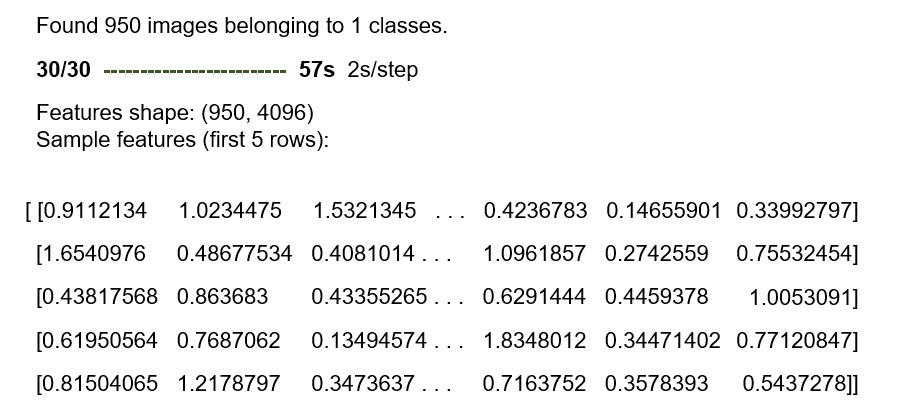 Found 950 images belonging to 1 classes.
30/30 ------------------------- 57s 2s/step
Features shape: (950, 4096)
Sample features (first 5 rows):
[ [0.9112134 1.0234475 1.5321345 . . . 0.4236783 0.14655901 0.33992797]
[1.6540976 0.48677534 0.4081014 . . . 1.0961857 0.2742559 0.75532454]
[0.43817568 0.863683 0.43355265 . . . 0.6291444 0.4459378 1.0053091]
[0.61950564 0.7687062 0.13494574 . . . 1.8348012 0.34471402 0.77120847]
[0.81504065 1.2178797 0.3473637 . . . 0.7163752 0.3578393 0.5437278]]